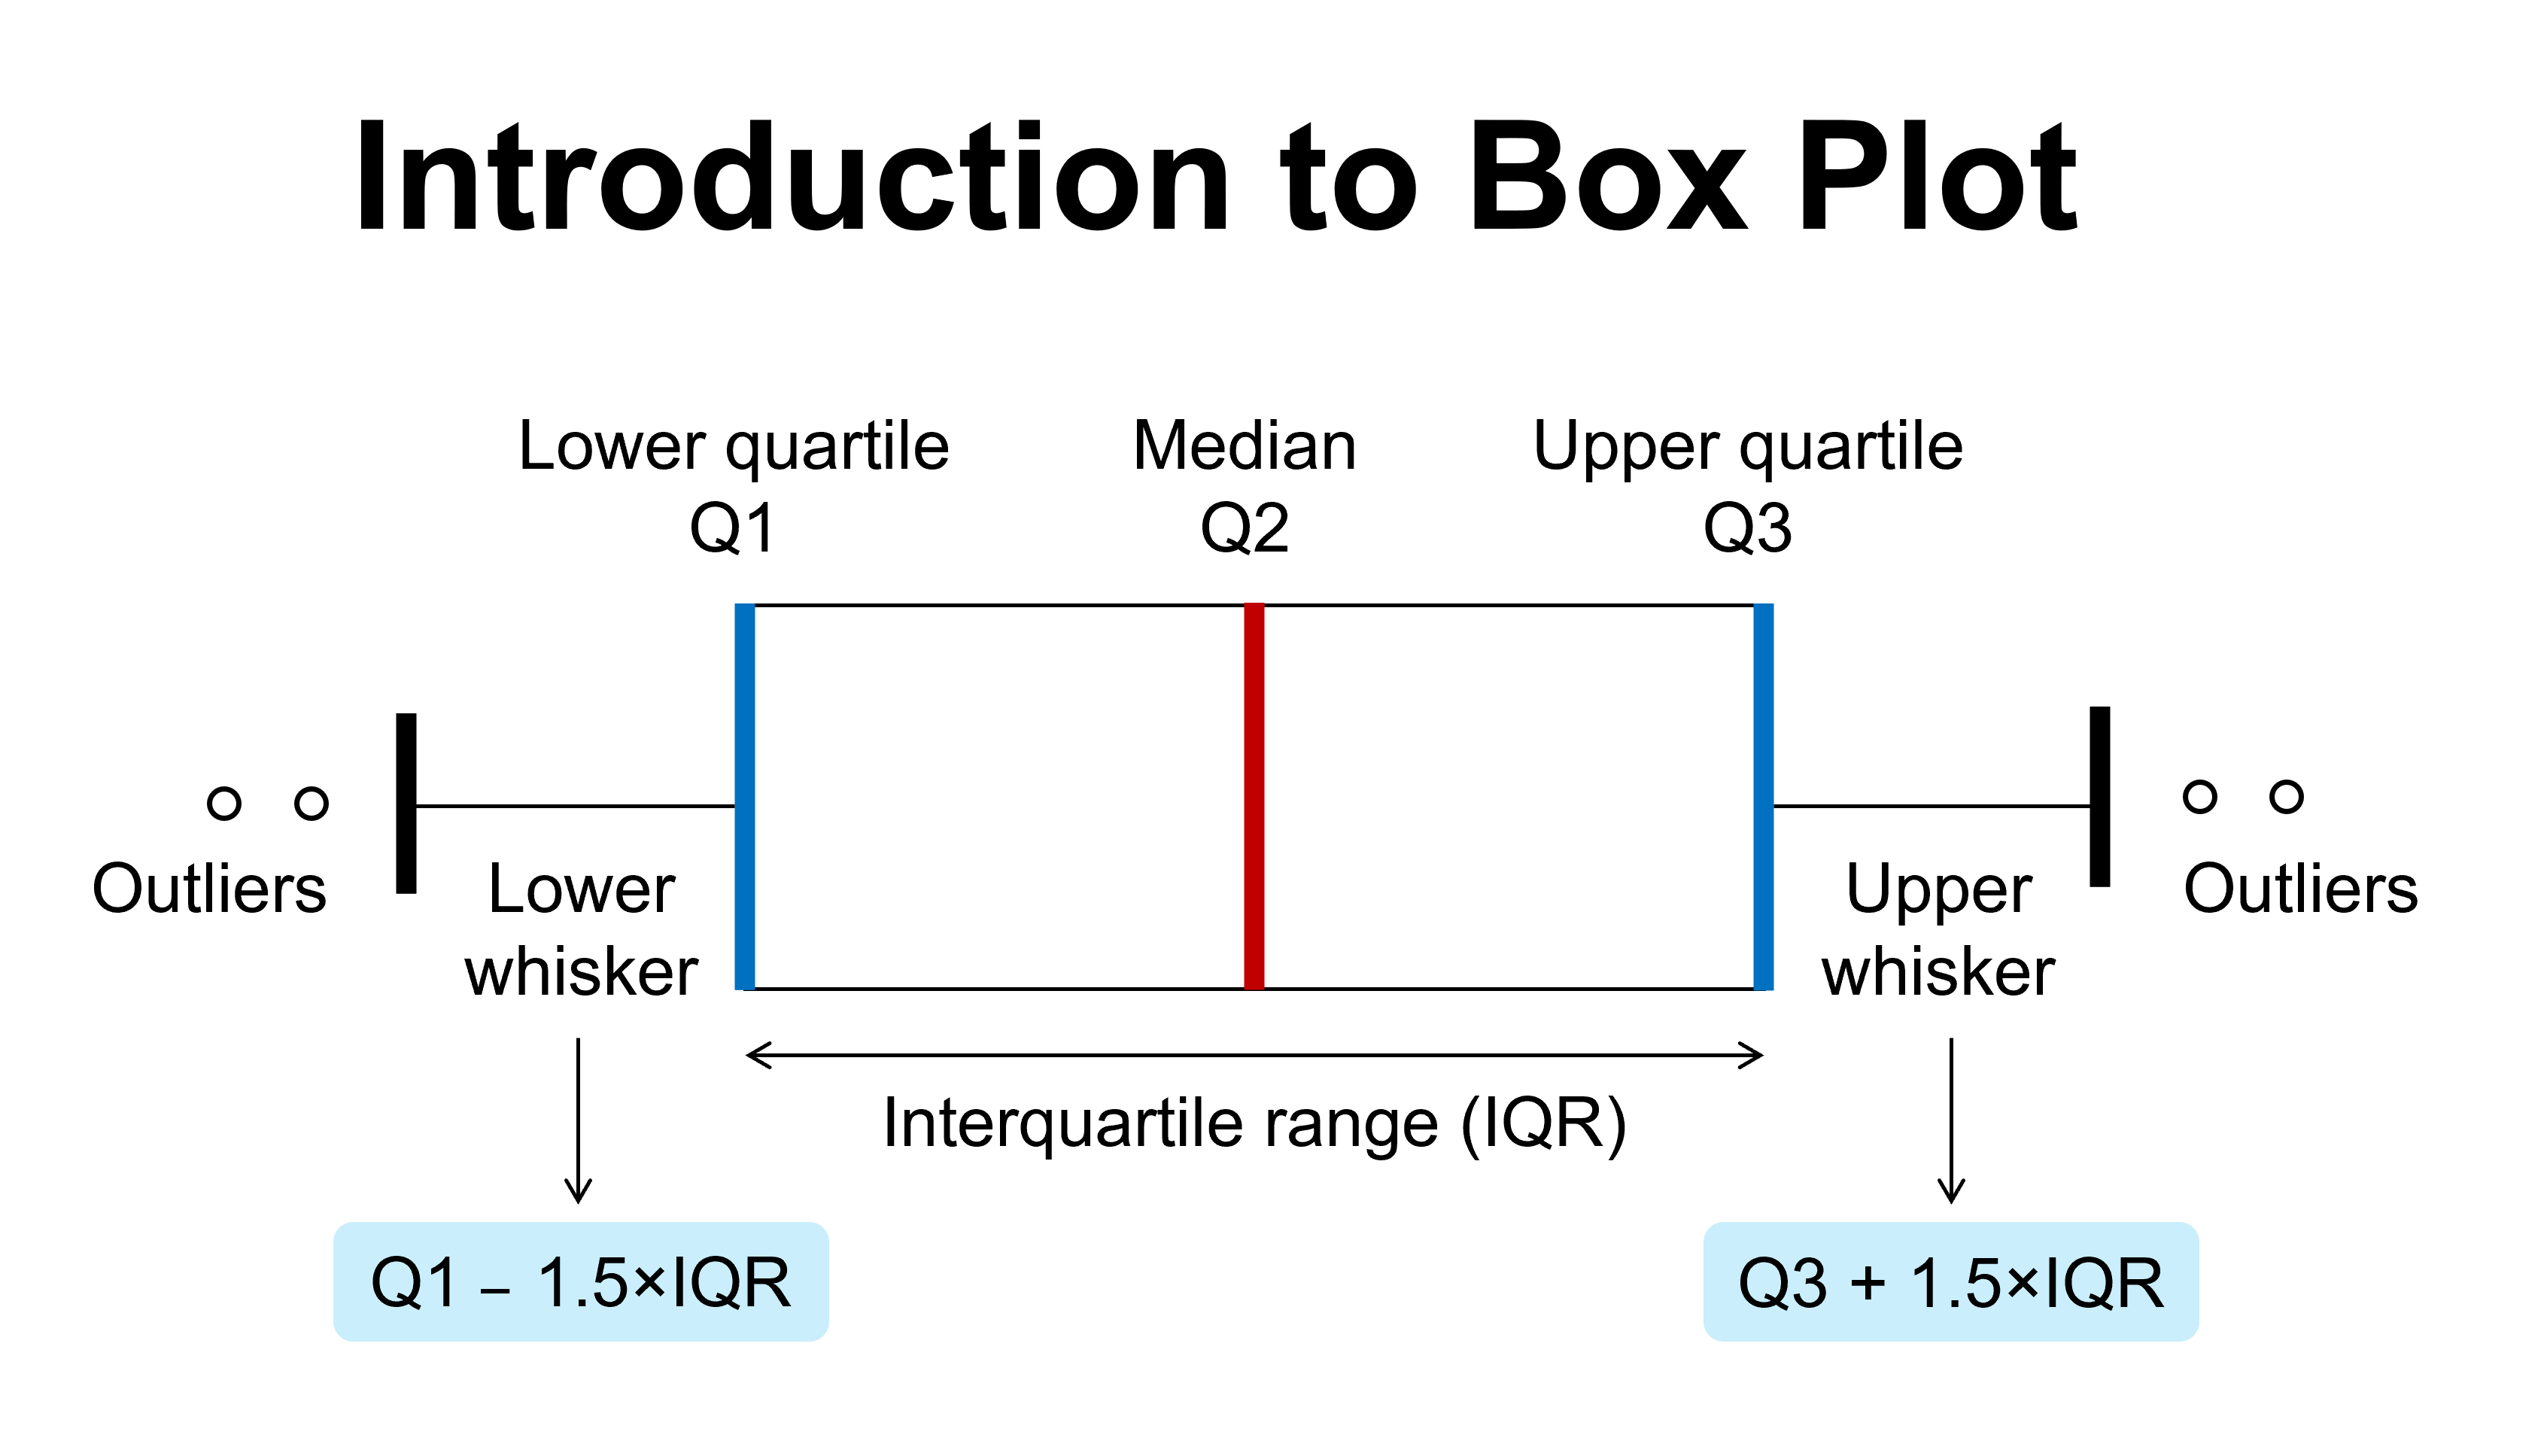 Introduction to Box Plot
Lower quartile
Q1
Median
Q2
Upper quartile
Q3
Outliers
Lower
whisker
Upper
whisker
Outliers
Interquartile range (IQR)
Q1 – 1.5×IQR
Q3 + 1.5×IQR